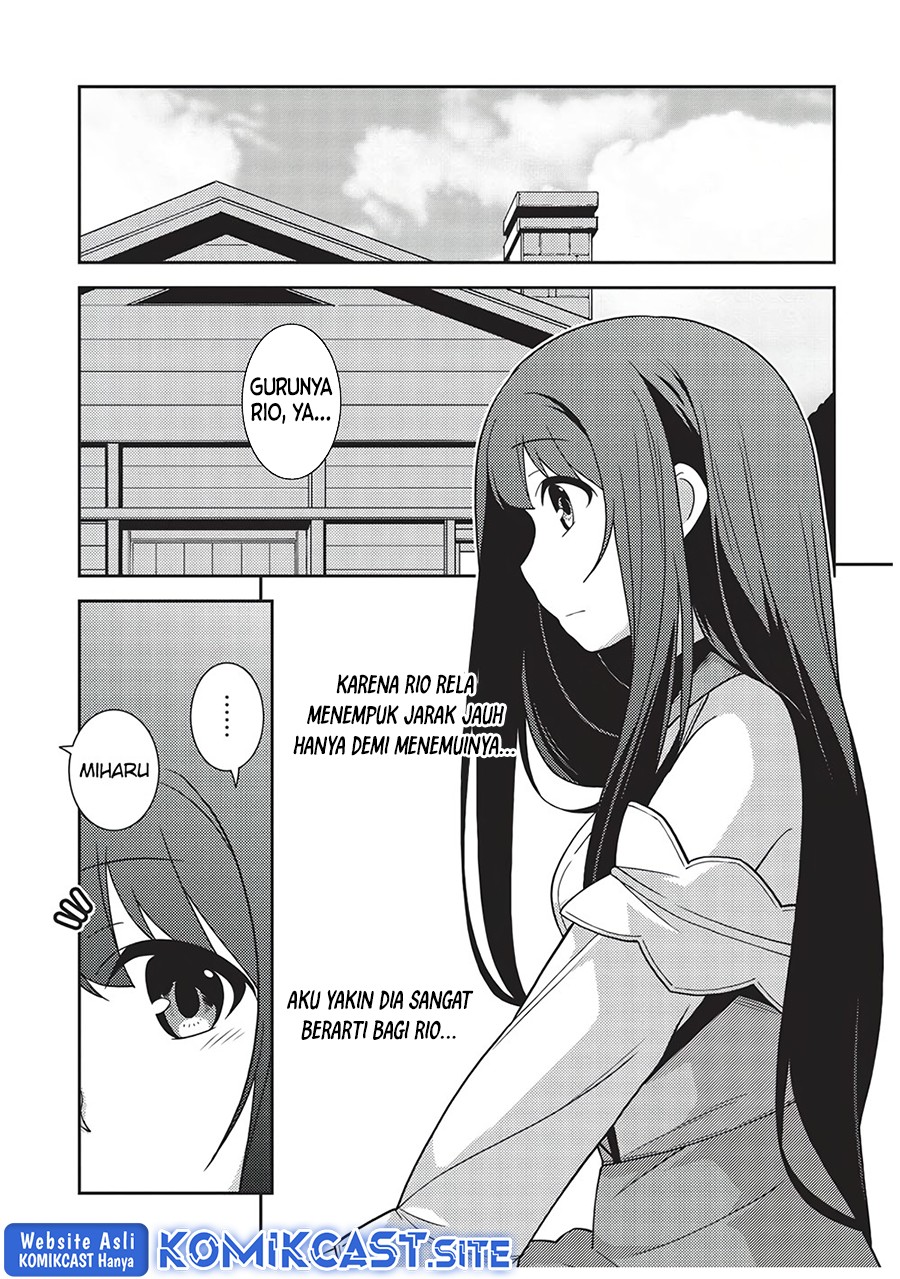 GURUNYA
RIO, YA...
KARENA RIO RELA
MENEMPUK JARAK JAUH
HANYA DEMI MENEMUINYA...
.......
MIHARU
AKU YAKIN DIA SANGAT
BERARTI BAGI RIO...
Website Asli
KOMIKCAST Hanya
KOMIKCAST.SITE